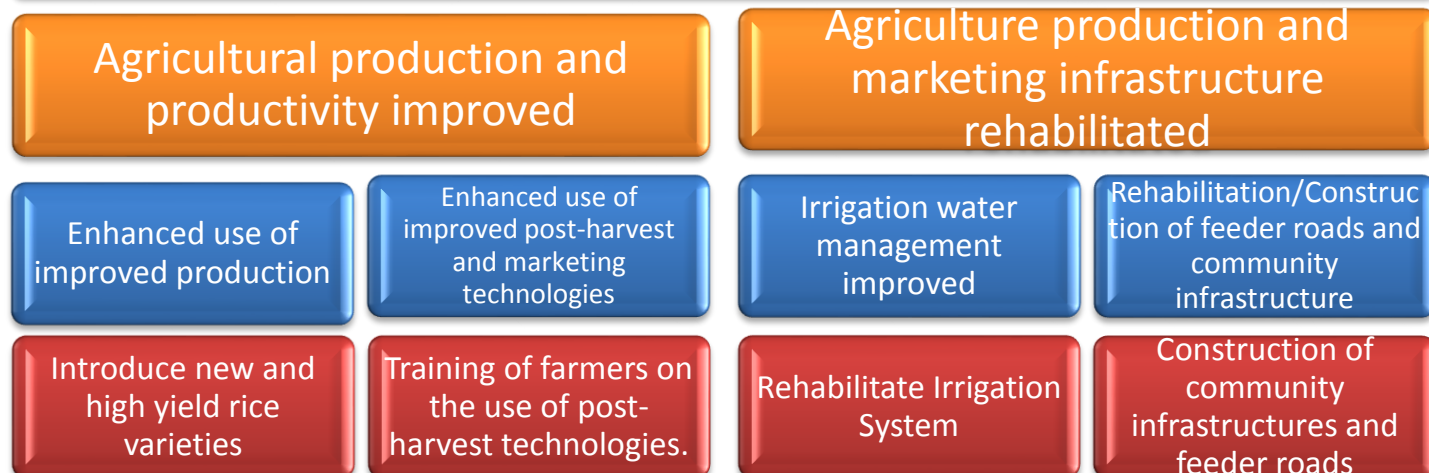 Agricultural production and
productivity improved
Agriculture production and
marketing infrastructure
rehabilitated
Enhanced use of
improved production
Enhanced use of
improved post-harvest
and marketing
technologies
Irrigation water
management
improved
Rehabilitation/Construc
tion of feeder roads and
community
infrastructure
Introduce new and
high yield rice
varieties
Training of farmers on
the use of post-
harvest technologies.
Rehabilitate Irrigation
System
Construction of
community
infrastructures and
feeder roads